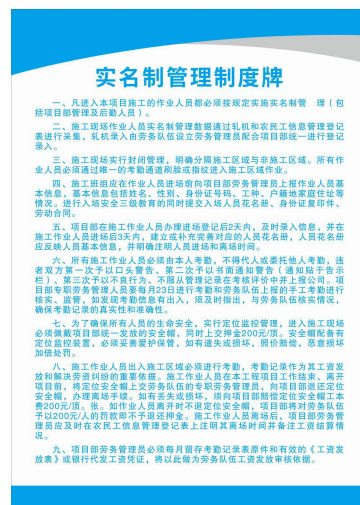 实名制管理制度牌
一、凡进入本项目施工的作业人员都必须按规定实施实名制管 理（包
括项目部管理及后勤人员）。
二、施工现场作业人员实名制管理数据通过轧机和农民工信息管理登记
表进行采集，轧机录入由劳务队伍设立劳务管理员配合项目部统一进行登记
录入。
三、施工现场实行封闭管理，明确分隔施工区域与非施工区域。所有作
业人员必须通过唯一的考勤通道刷脸或指纹进入施工区域作业。
四、施工班组应在作业人员进场前向项目部劳务管理员上报作业人员基
本信息，基本信息包括姓名、性别、身份证号码、工种、户籍地家庭住址等
情况。进行入场安全三级教育的同时提交入场人员花名册、身份证复印件、
劳动合同。
五、项目部在施工作业人员办理进场登记后2天内，及时录入信息，并在
施工作业人员进场后3天内，建立或补充完善对应的人员花名册，人员花名册
应反映人员基本信息，并明确注明人员进场和离场时间。
六、所有施工作业人员必须由本人考勤，不得代人或委托他人考勤，违
者双方第一次予以口头警告、第二次予以书面通知警告（通知贴于告示
栏）、第三次予以不良行为、不服从管理记录在考核评价中并上报公司。项
目部专职劳务管理人员要每月23日进行考勤和劳务队伍上报的手工考勤进行
核实、监管，如发现考勤信息有出入，须及时指出，与劳务队伍核实情况，
确保考勤记录的真实性和准确性。
七、为了确保所有人员的生命安全，实行定位监控管理，进入施工现场
必须佩戴项目部统一发放的安全帽，同时上交押金200元/顶。安全帽配备有
定位监控装置，必须妥善爱护保管，如有遗失或损坏，照价赔偿，恶意损坏
加倍处罚。
八、施工作业人员出入施工区域必须进行考勤，考勤记录作为其工资发
放和解决劳资纠纷的重要依据。施工作业人员在本工程项目工作结束、离开
项目前，将定位安全帽上交劳务队伍的专职劳务管理员，向项目部退还定位
安全帽，办理离场手续。如有丢失或损坏，须向项目部赔偿定位安全帽工本
费200元/顶。张。如作业人员离开时不退定位安全帽，项目部将对劳务队伍
予以200元/人的罚款即不予退还押金。施工作业人员离场后，项目部劳务管
理员应及时在农民工信息管理登记表上注明其离场时间并备注工资结算情
况。
九、项目部劳务管理员必须每月留存考勤记录表原件和有效的《工资发
放表》或银行代发工资凭证，将以此做为劳务队伍工资发放审核依据。